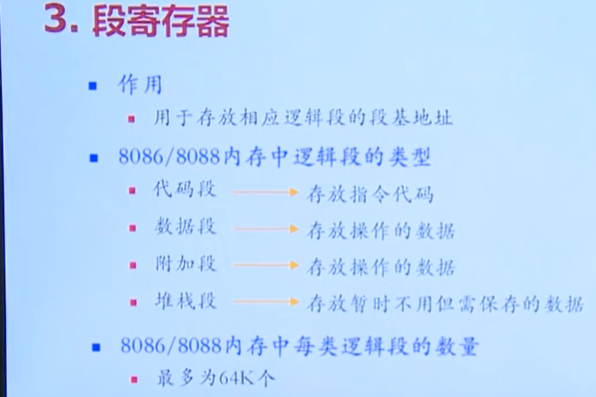 3. 段寄存器
作用
用于存放相应逻辑段的段基地址
8086/8088内存中逻辑段的类型
代码段 存放指令代码
数据段 存放操作的数据
附加段 存放操作的数据
堆栈段 存放暂时不用但需保存的数据
8086/8088内存中每类逻辑段的数量
最多为64K个